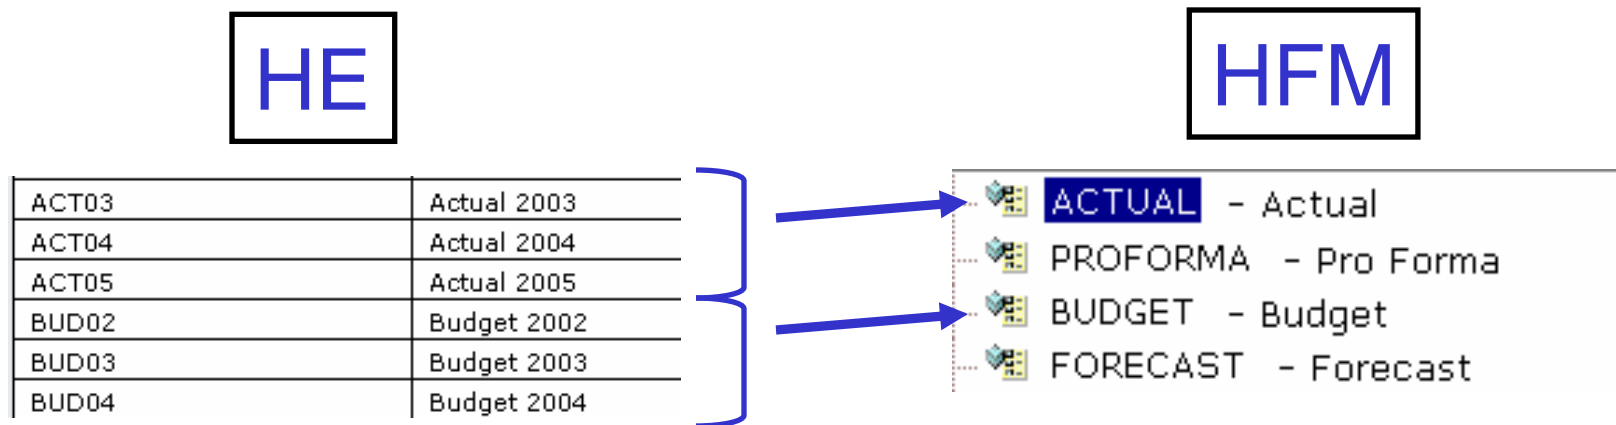 HE
HFM
ACT03 Actual 2003
ACT04 Actual 2004
ACT05 Actual 2005
BUD02 Budget 2002
BUD03 Budget 2003
BUD04 Budget 2004
ACTUAL - Actual
PROFORMA - Pro Forma
BUDGET - Budget
FORECAST - Forecast